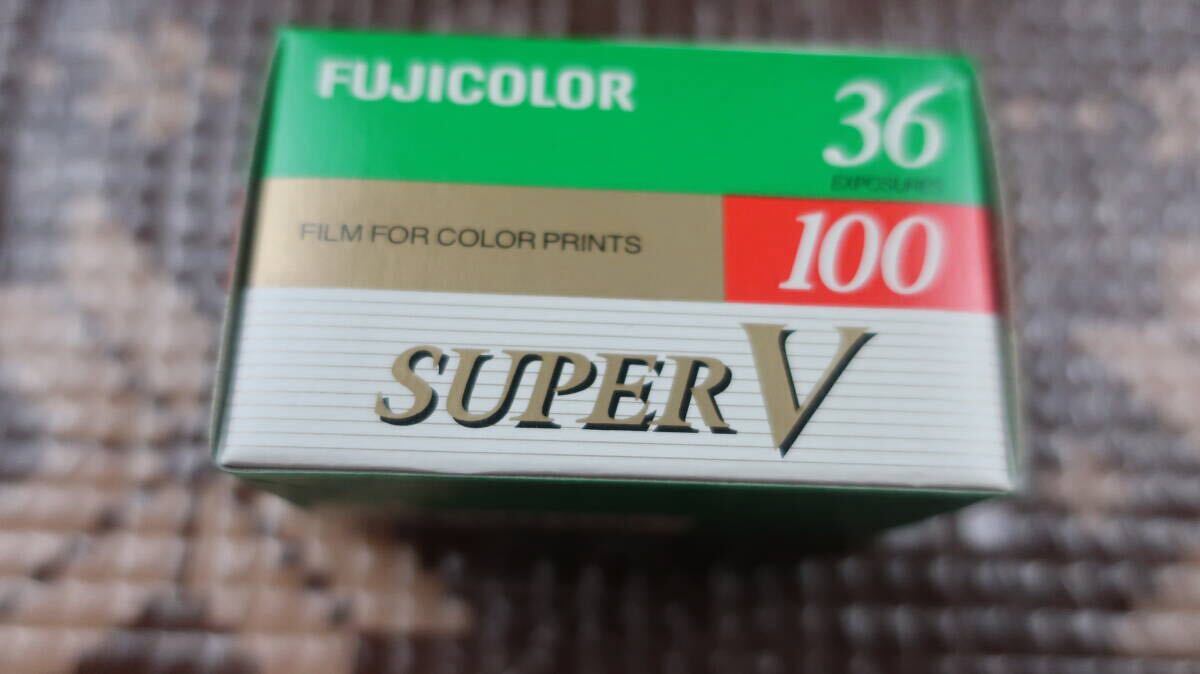 FUJICOLOR
36
EXPOSURES
FILM FOR COLOR PRINTS
100
SUPER V